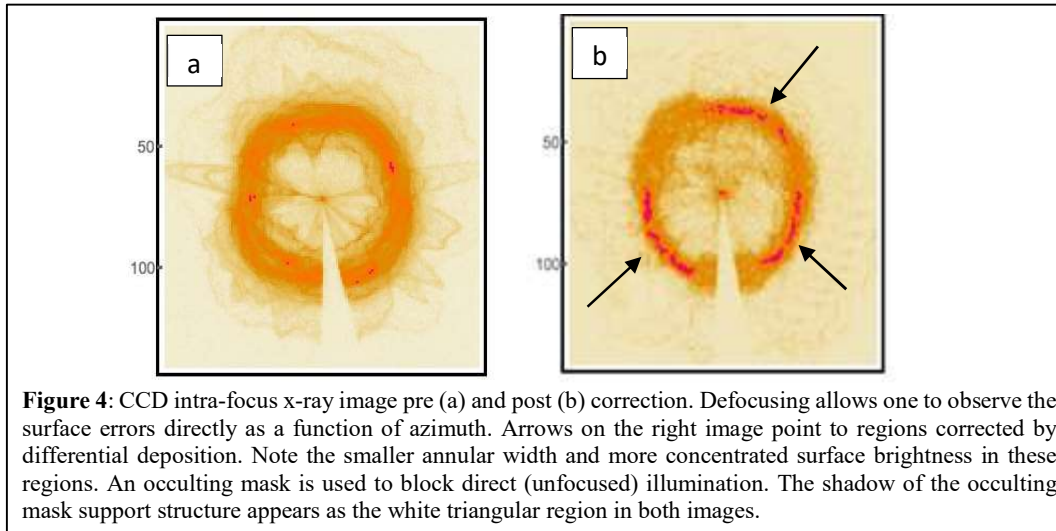 a
b
50
100
50
100
Figure 4: CCD intra-focus x-ray image pre (a) and post (b) correction. Defocusing allows one to observe the
surface errors directly as a function of azimuth. Arrows on the right image point to regions corrected by
differential deposition. Note the smaller annular width and more concentrated surface brightness in these
regions. An occulting mask is used to block direct (unfocused) illumination. The shadow of the occulting
mask support structure appears as the white triangular region in both images.